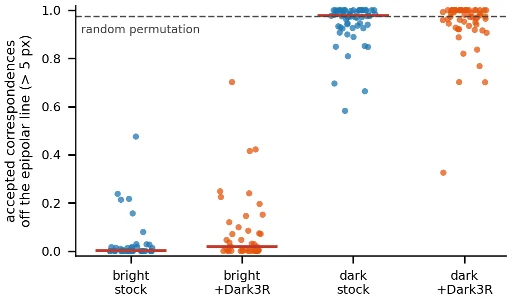 accepted correspondences
off the epipolar line (> 5 px)
1.0
0.8
0.6
0.4
0.2
0.0
random permutation
bright
stock
bright
+Dark3R
dark
stock
dark
+Dark3R